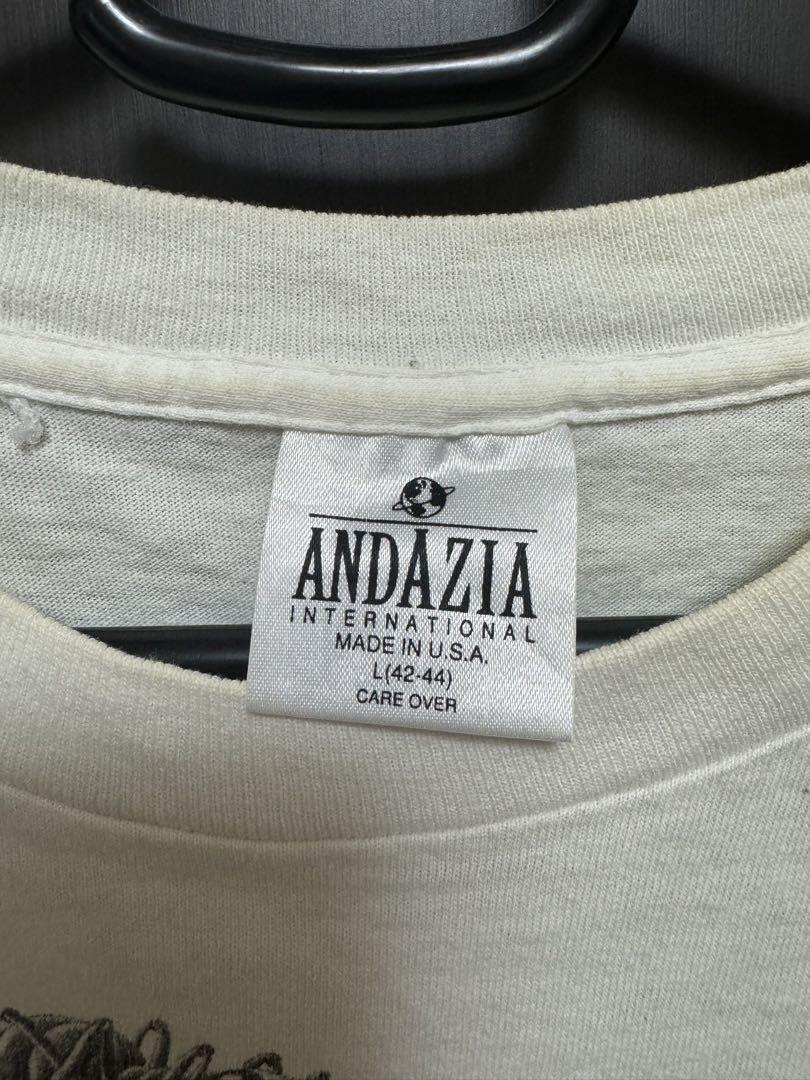 ANDAZIA
INTERNATIONAL
MADE IN U.S.A.
L(42-44)
CARE OVER